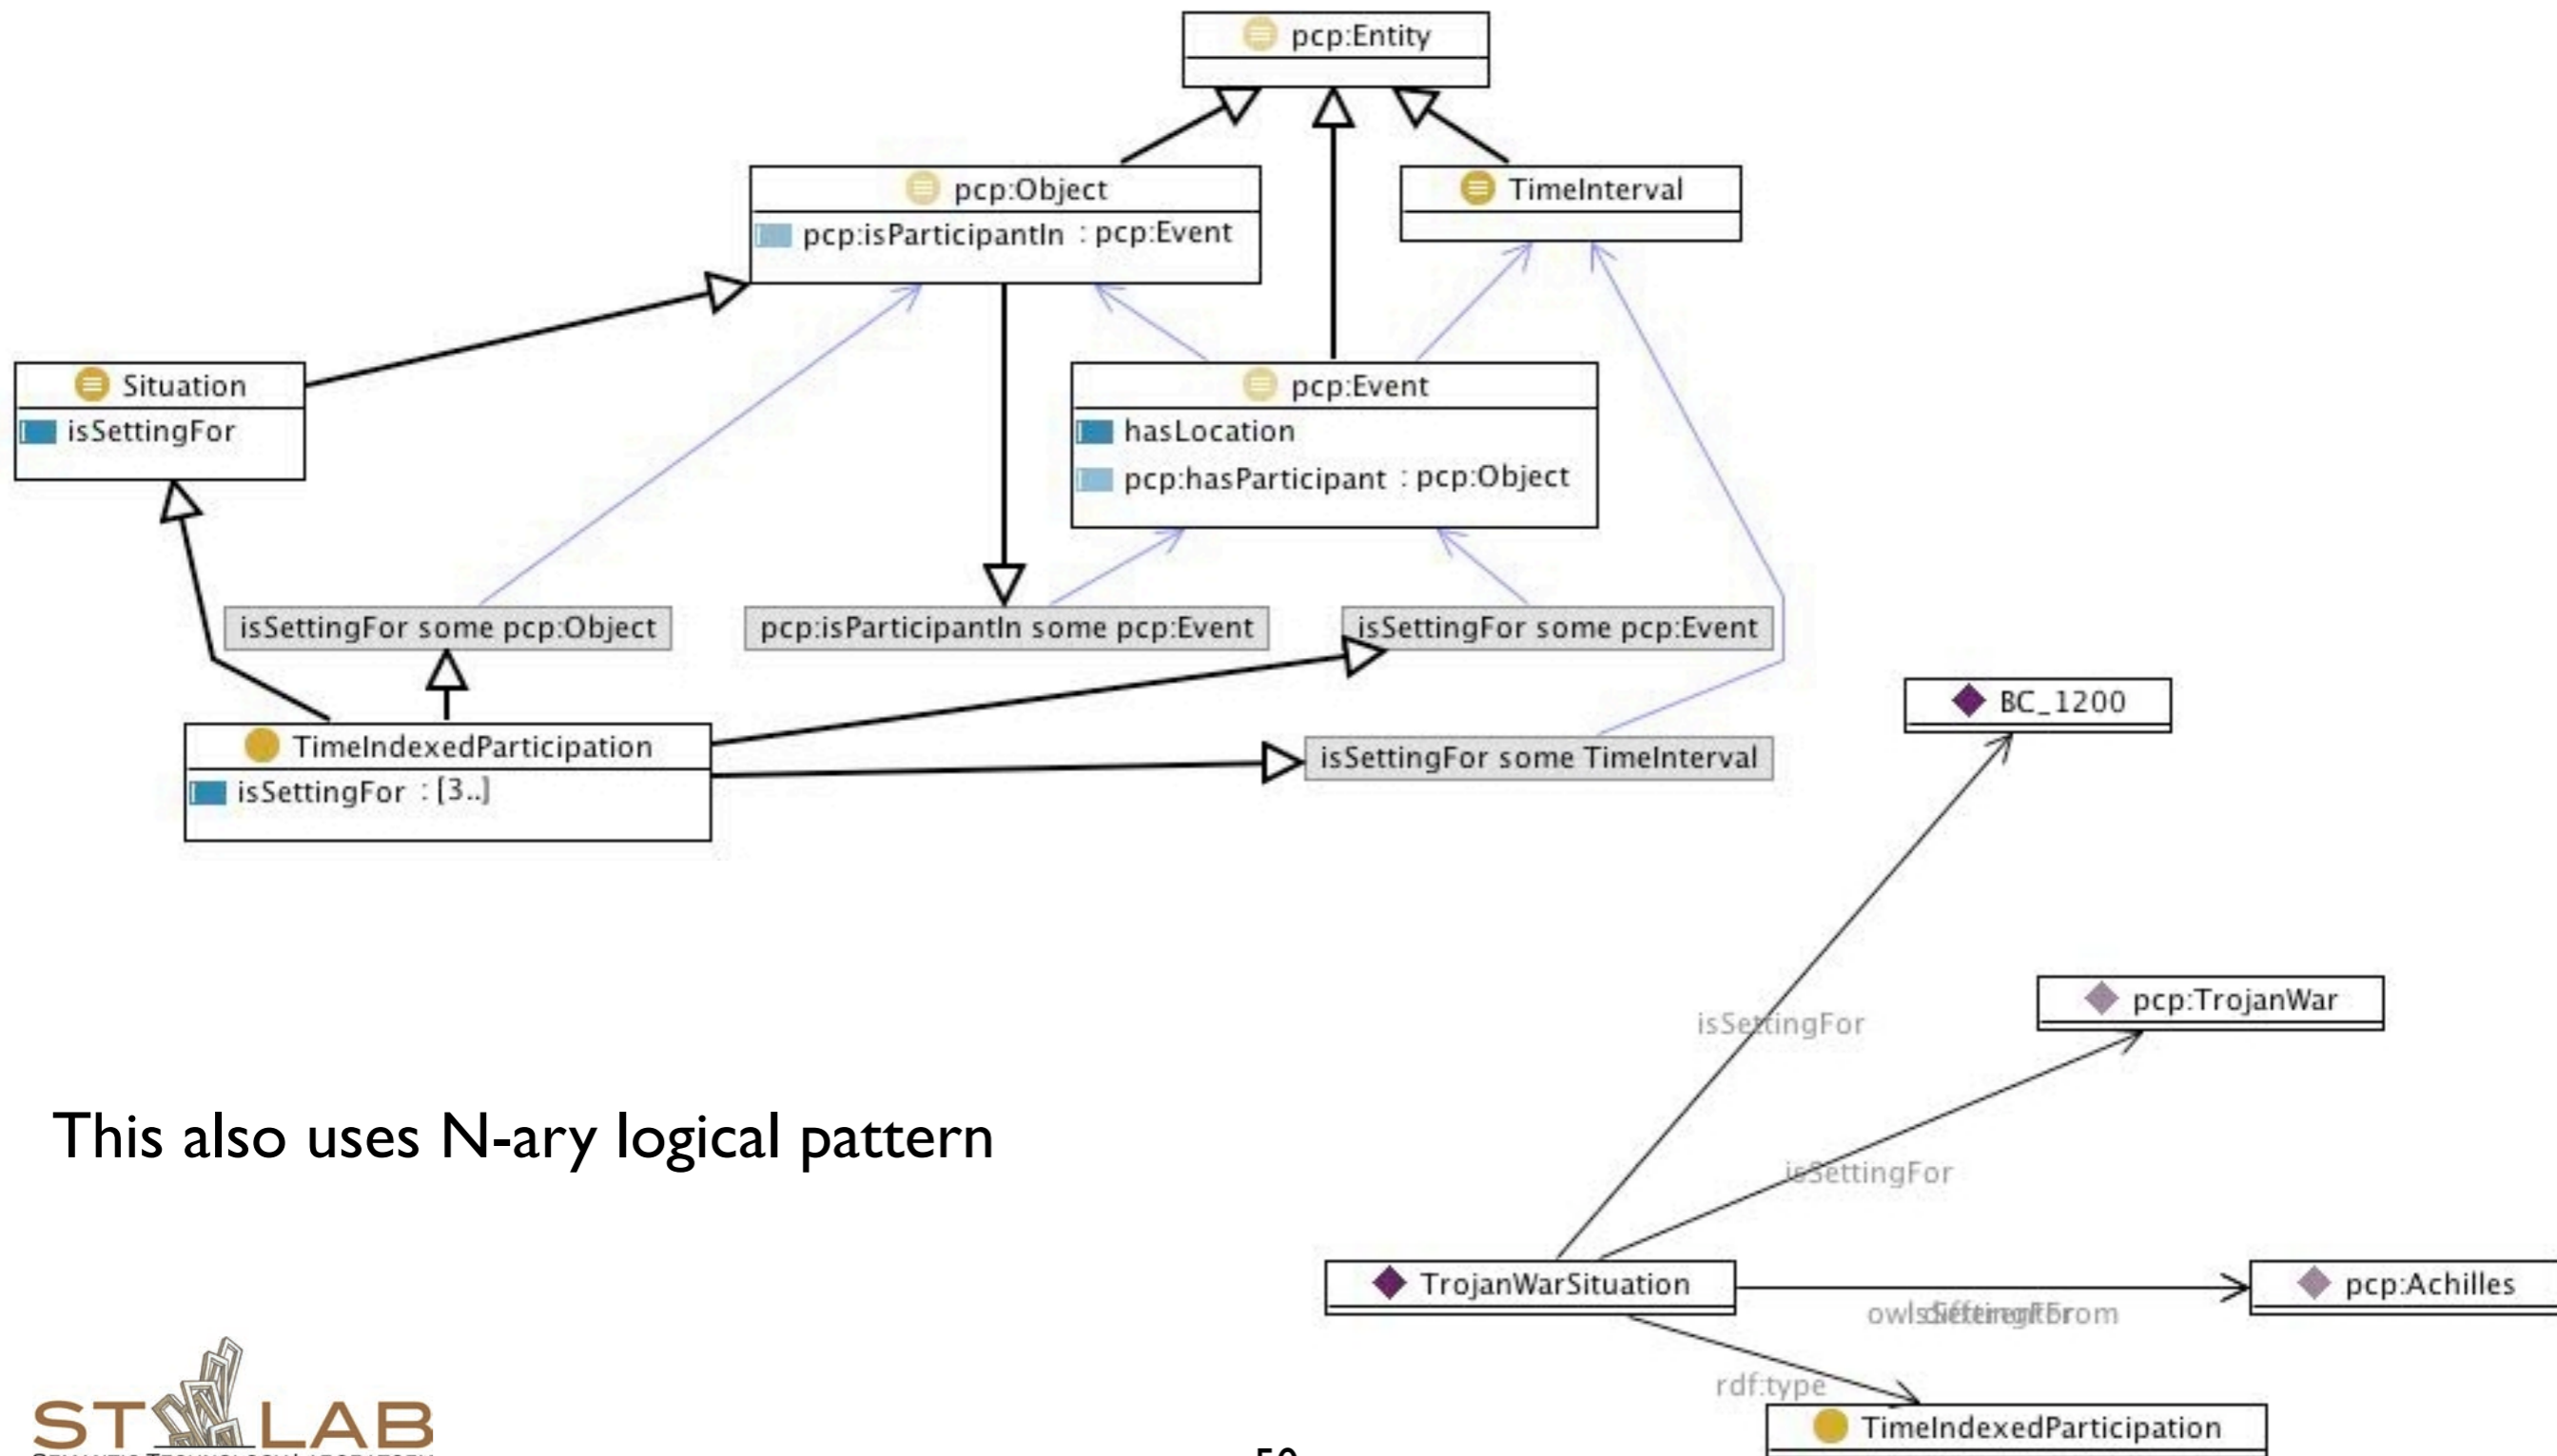 pcp:Entity
pcp:Object
pcp:isParticipantIn : pcp:Event
TimeInterval
Situation
isSettingFor
pcp:Event
hasLocation
pcp:hasParticipant : pcp:Object
isSettingFor some pcp:Object
pcp:isParticipantIn some pcp:Event
isSettingFor some pcp:Event
TimeIndexedParticipation
isSettingFor : [3..]
isSettingFor some TimeInterval
BC_1200
pcp:TrojanWar
isSettingFor
This also uses N-ary logical pattern
isSettingFor
TrojanWarSituation
pcp:Achilles
rdf:type
TimeIndexedParticipation
ST LAB